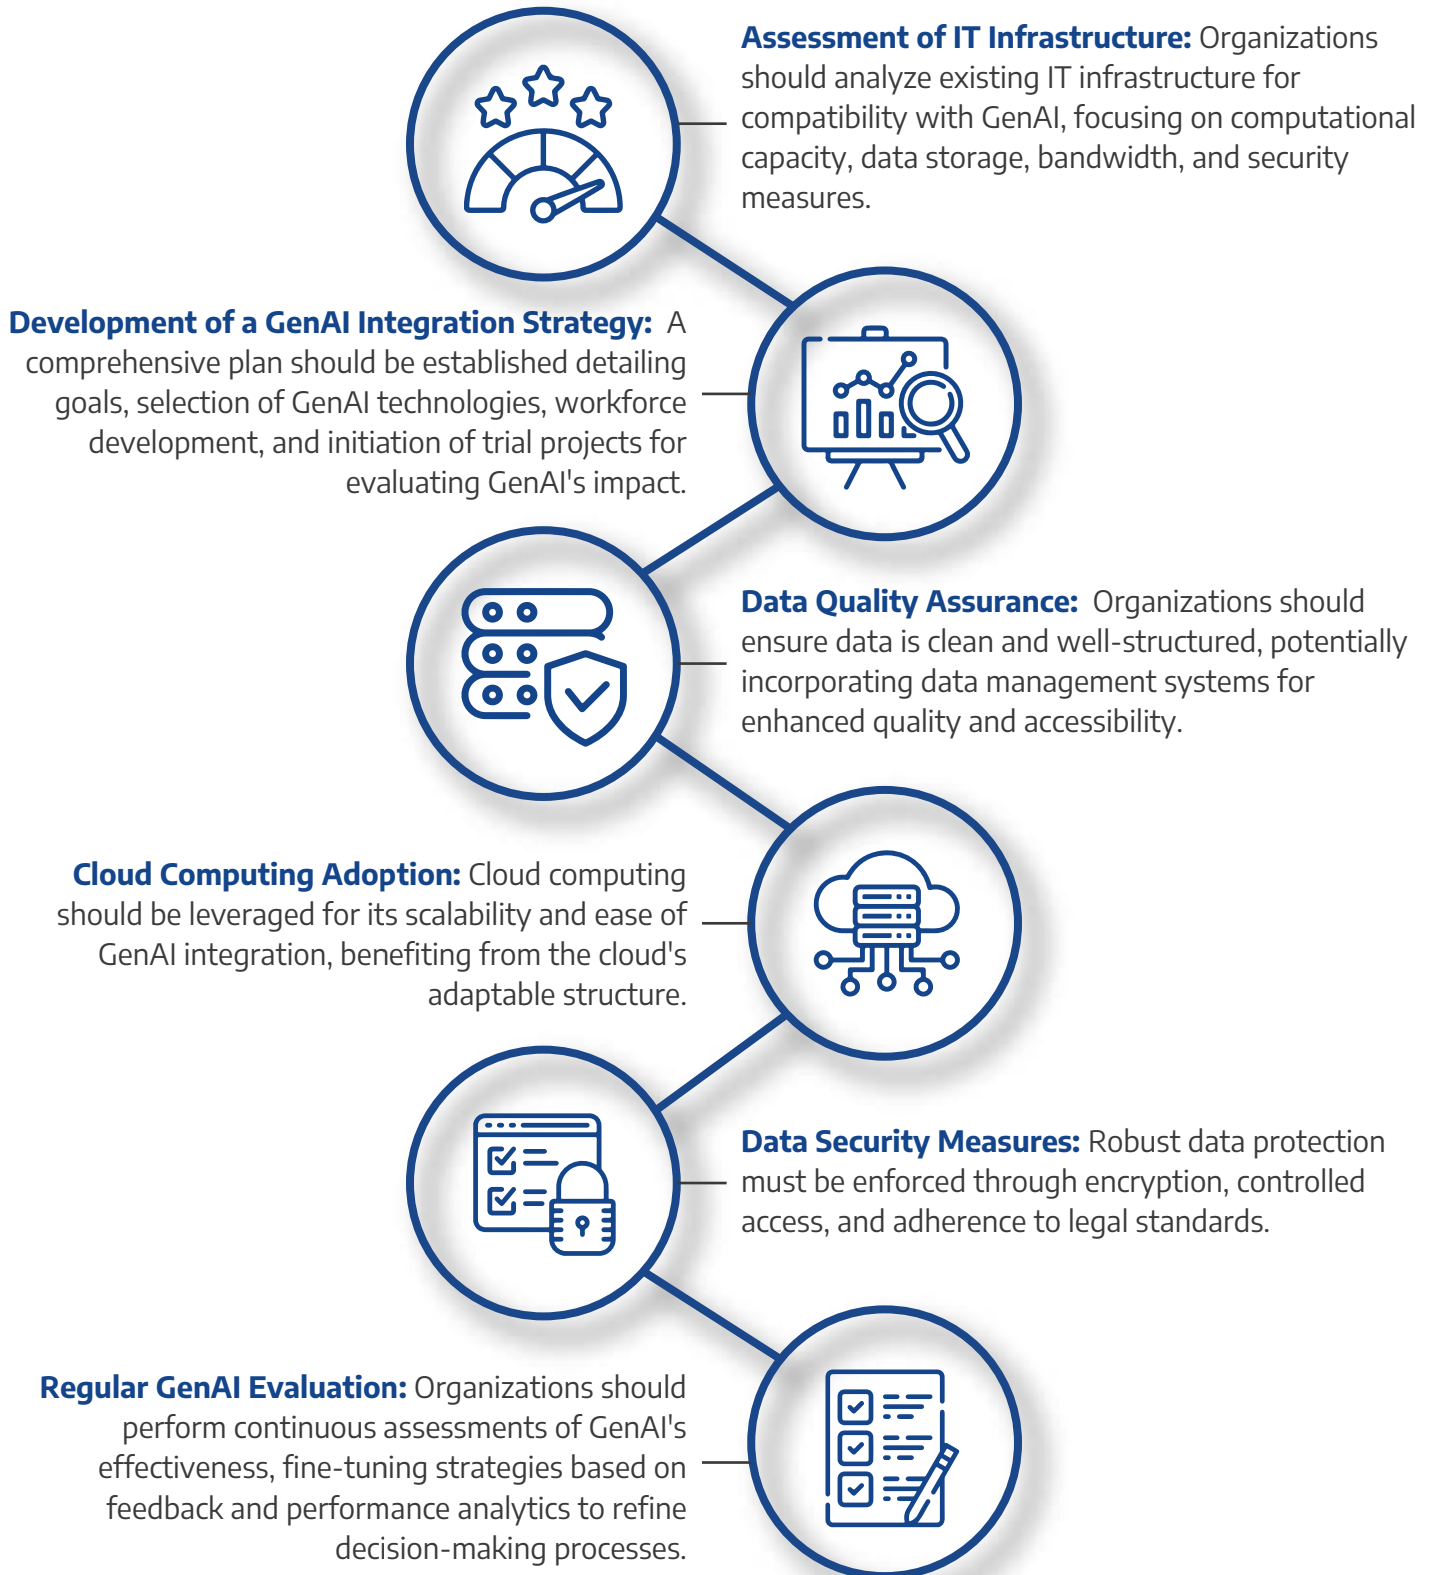 Assessment of IT Infrastructure: Organizations
should analyze existing IT infrastructure for
compatibility with GenAI, focusing on computational
capacity, data storage, bandwidth, and security
measures.
Development of a GenAI Integration Strategy: A
comprehensive plan should be established detailing
goals, selection of GenAI technologies, workforce
development, and initiation of trial projects for
evaluating GenAI's impact.
Data Quality Assurance: Organizations should
ensure data is clean and well-structured, potentially
incorporating data management systems for
enhanced quality and accessibility.
Cloud Computing Adoption: Cloud computing
should be leveraged for its scalability and ease of
GenAI integration, benefiting from the cloud's
adaptable structure.
Data Security Measures: Robust data protection
must be enforced through encryption, controlled
access, and adherence to legal standards.
Regular GenAI Evaluation: Organizations should
perform continuous assessments of GenAI's
effectiveness, fine-tuning strategies based on
feedback and performance analytics to refine
decision-making processes.